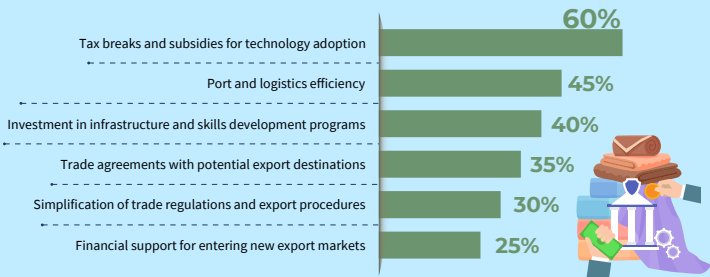 60%
Tax breaks and subsidies for technology adoption
Port and logistics efficiency
45%
Investment in infrastructure and skills development programs
40%
Trade agreements with potential export destinations
35%
Simplification of trade regulations and export procedures
30%
Financial support for entering new export markets
25%